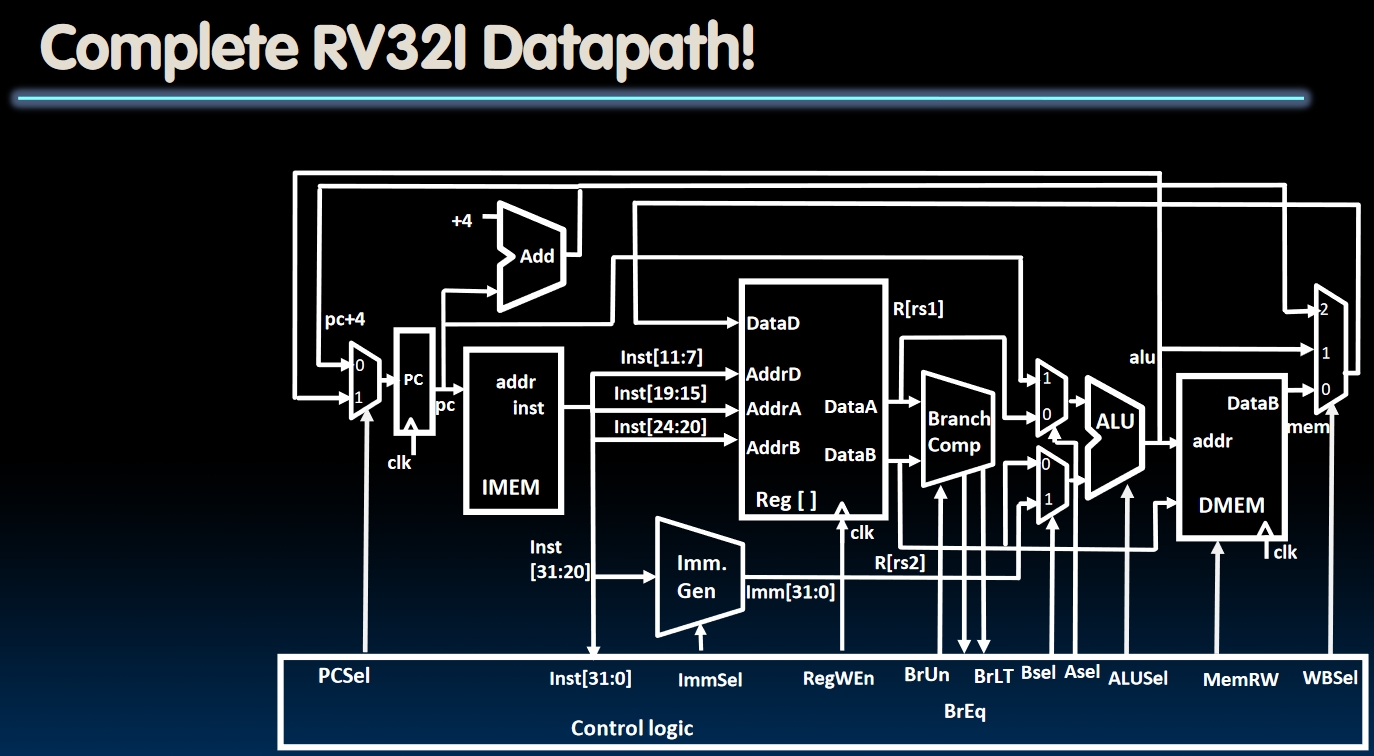 Complete RV32I Datapath!
+4
Add
pc+4
0
1
PC
clk
pc
addr
inst
IMEM
Inst[11:7]
Inst[19:15]
Inst[24:20]
Inst
[31:20]
Imm.
Gen
Imm[31:0]
DataD
AddrD
AddrA
AddrB
DataA
DataB
Reg [ ]
clk
R[rs1]
R[rs2]
Branch
Comp
1
0
0
1
ALU
alu
DataB
addr
DMEM
clk
mem
2
1
0
PCSel
Inst[31:0]
ImmSel
RegWEn
BrUn
BrEq
BrLT
Bsel
Asel
ALUSel
MemRW
WBSel
Control logic